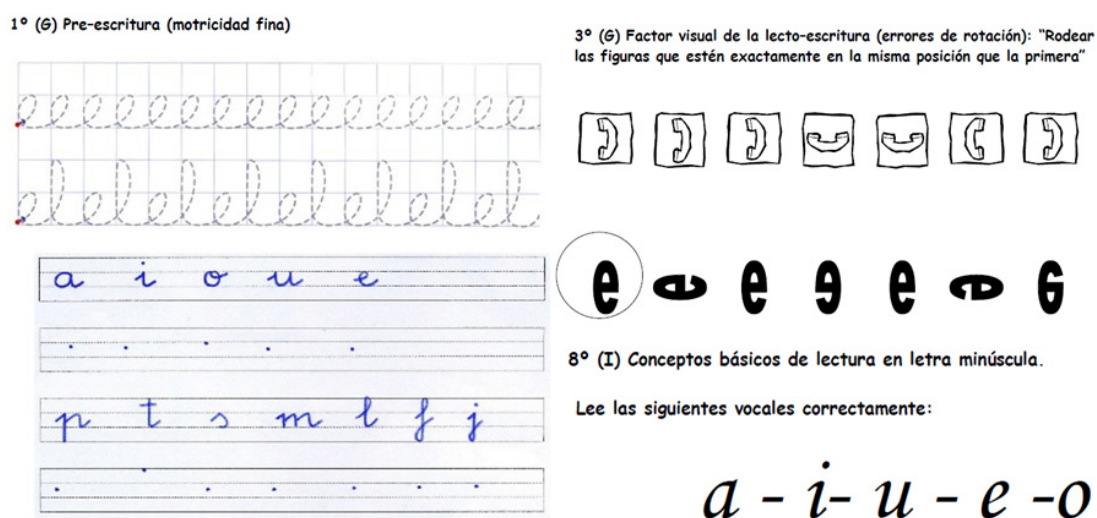 1º (G) Pre-escritura (motricidad fina)
a i o u e
p t s m l f j
3º (G) Factor visual de la lecto-escritura (errores de rotación): "Rodear
las figuras que estén exactamente en la misma posición que la primera"
e e e e e e e
8º (I) Conceptos básicos de lectura en letra minúscula.
Lee las siguientes vocales correctamente:
a - i- u - e -o